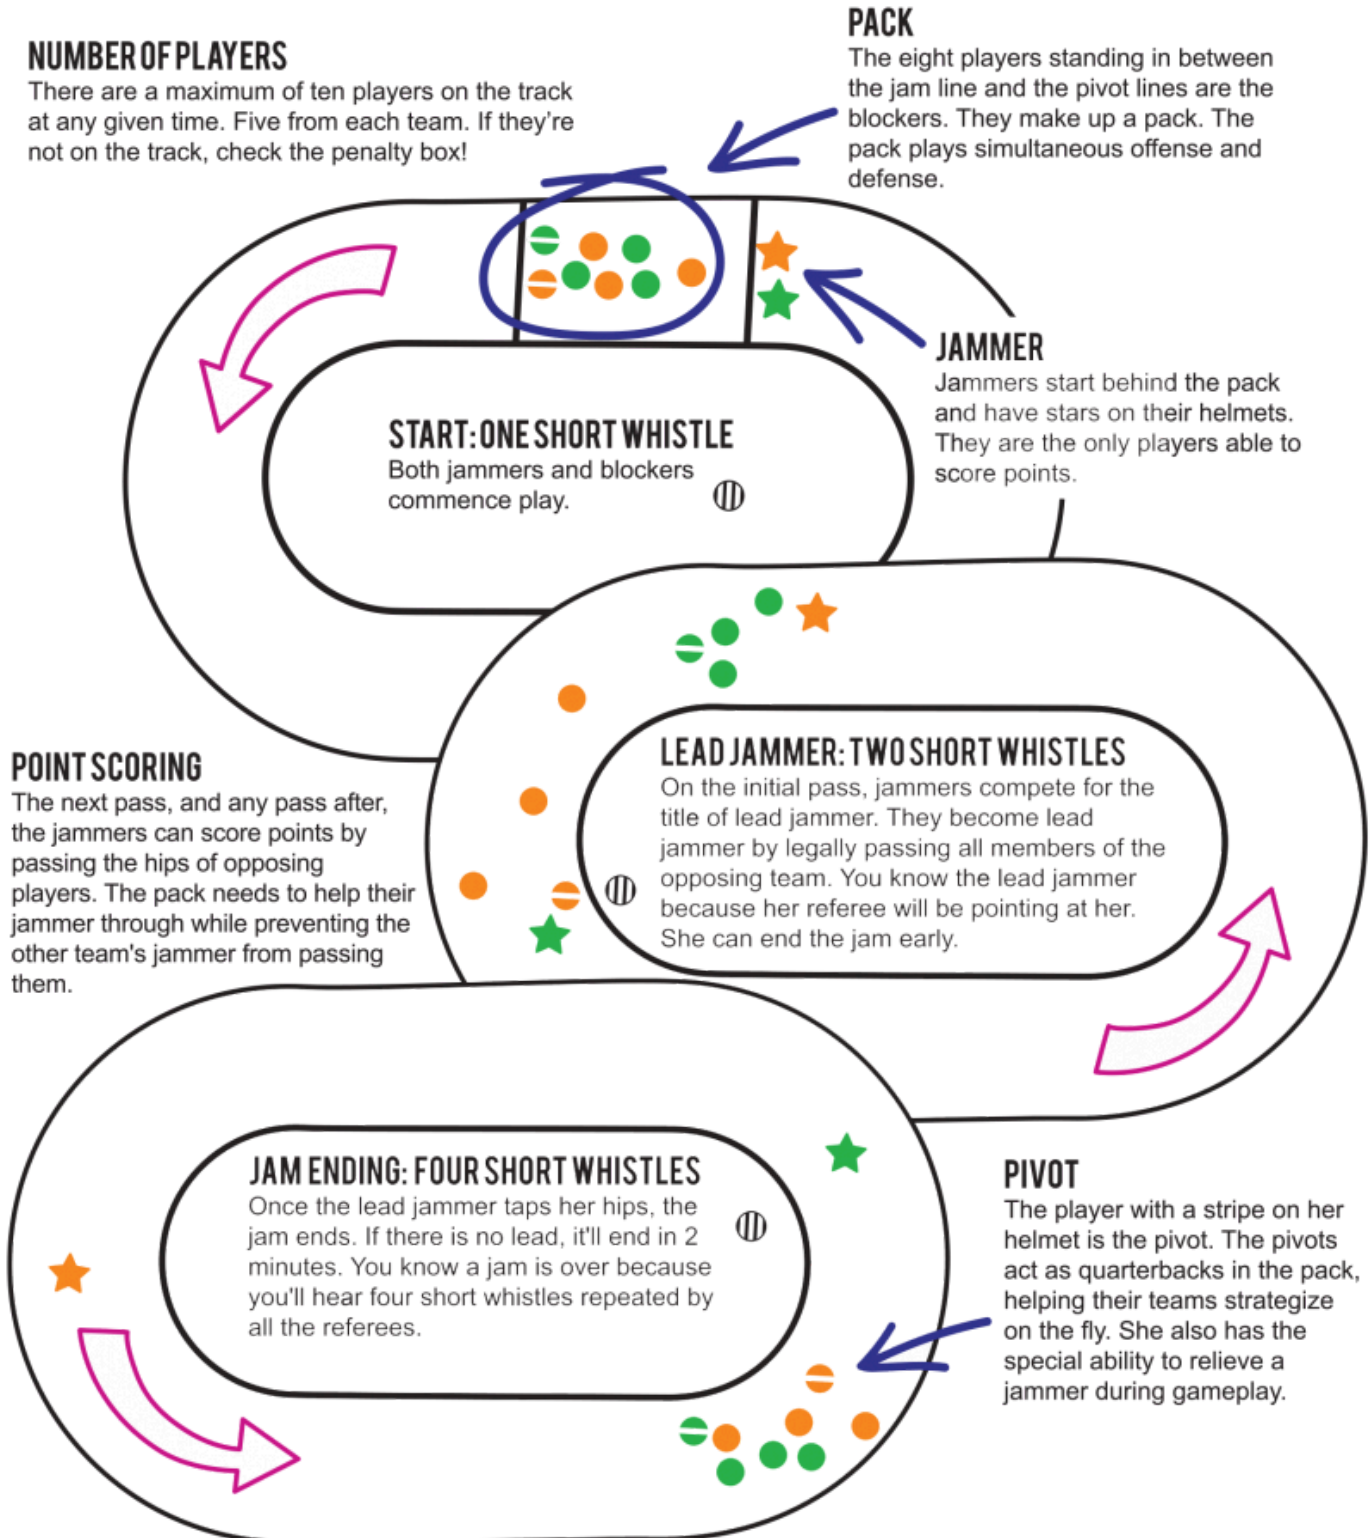 NUMBER OF PLAYERS
There are a maximum of ten players on the track
at any given time. Five from each team. If they're
not on the track, check the penalty box!
PACK
The eight players standing in between
the jam line and the pivot lines are the
blockers. They make up a pack. The
pack plays simultaneous offense and
defense.
JAMMER
Jammers start behind the pack
and have stars on their helmets.
They are the only players able to
score points.
START: ONE SHORT WHISTLE
Both jammers and blockers
commence play.
LEAD JAMMER: TWO SHORT WHISTLES
On the initial pass, jammers compete for the
title of lead jammer. They become lead
jammer by legally passing all members of the
opposing team. You know the lead jammer
because her referee will be pointing at her.
She can end the jam early.
POINT SCORING
The next pass, and any pass after,
the jammers can score points by
passing the hips of opposing
players. The pack needs to help their
jammer through while preventing the
other team's jammer from passing
them.
JAM ENDING: FOUR SHORT WHISTLES
Once the lead jammer taps her hips, the
jam ends. If there is no lead, it'll end in 2
minutes. You know a jam is over because
you'll hear four short whistles repeated by
all the referees.
PIVOT
The player with a stripe on her
helmet is the pivot. The pivots
act as quarterbacks in the pack,
helping their teams strategize
on the fly. She also has the
special ability to relieve a
jammer during gameplay.